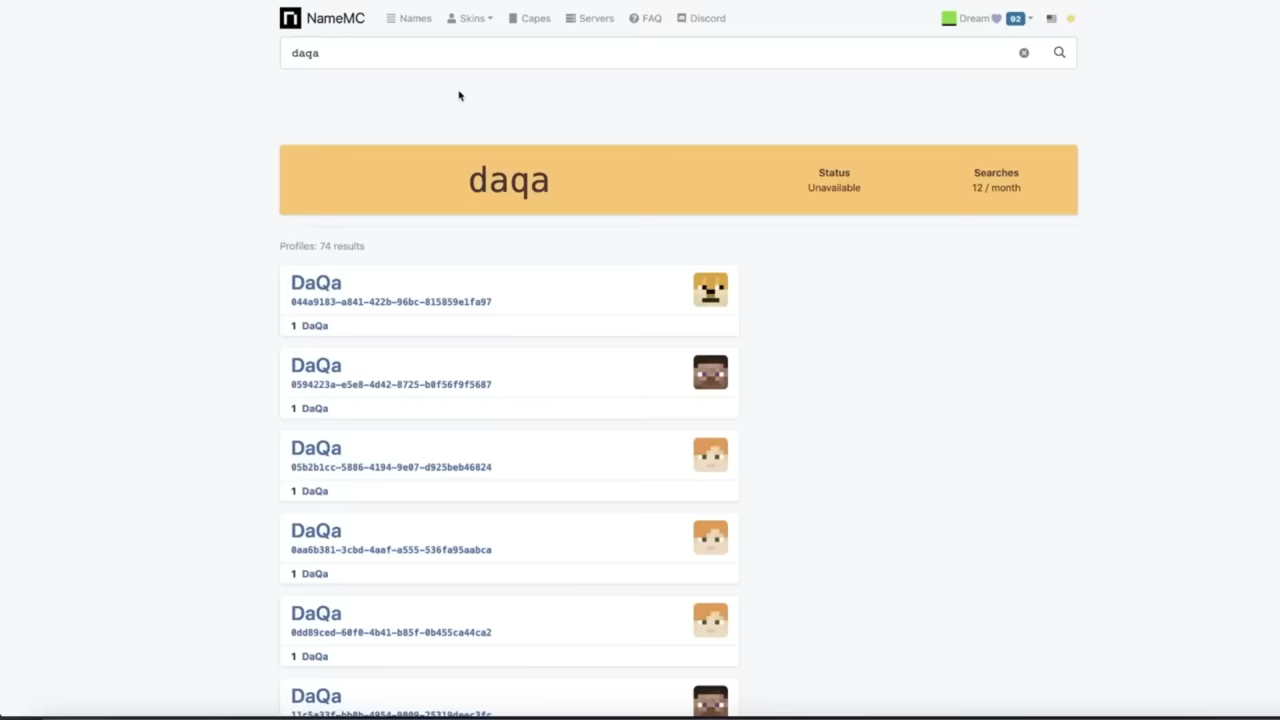 NameMC Names Skins Capes Servers FAQ Discord Dream 92
daqa
daqa
Status
Unavailable
Searches
12 / month
Profiles: 74 results
DaQa
044a9183-a841-422b-96bc-815859e1fa97
1 DaQa
DaQa
0594223a-e5e8-4d42-8725-b0f56f9f5687
1 DaQa
DaQa
05b2b1cc-5886-4194-9e07-d925beb46824
1 DaQa
DaQa
0aa6b381-3cbd-4aaf-a555-536fa95aabca
1 DaQa
DaQa
0dd89ced-60f0-4b41-b85f-0b455ca44ca2
1 DaQa
DaQa